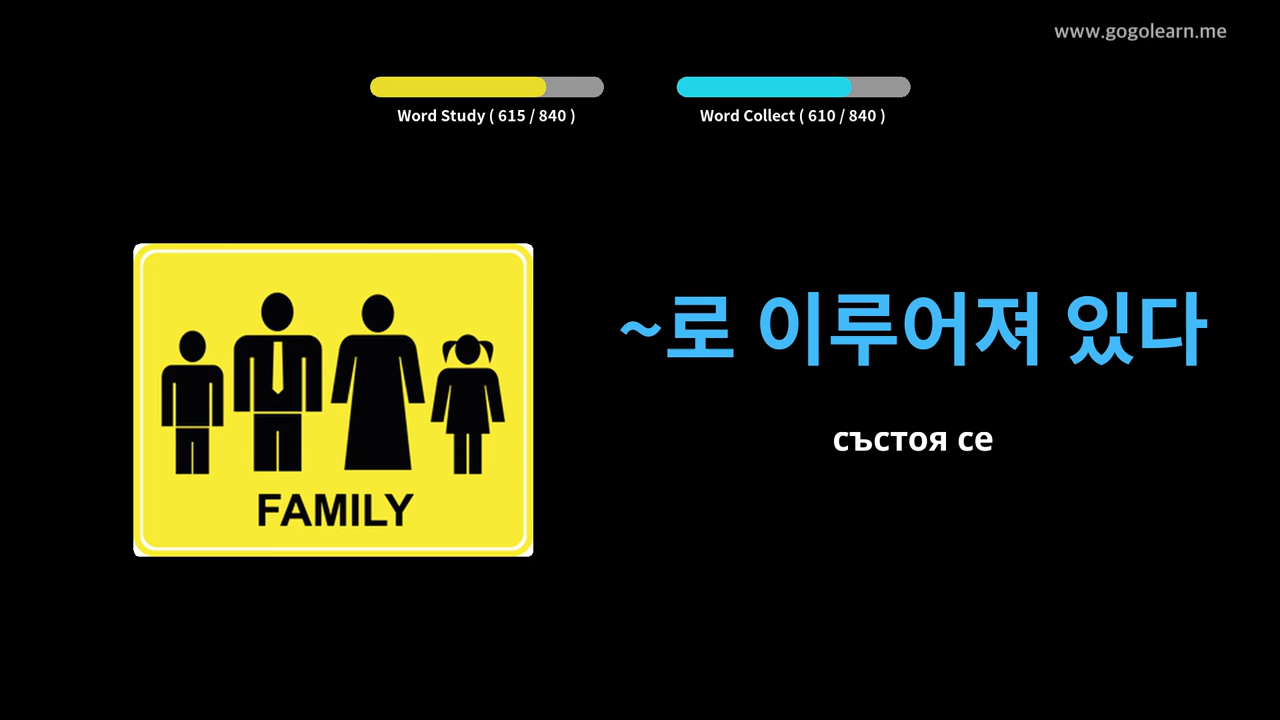 www.gogolearn.me
Word Study ( 615 / 840 )
Word Collect ( 610 / 840 )
~로 이루어져 있다
състоя се
FAMILY